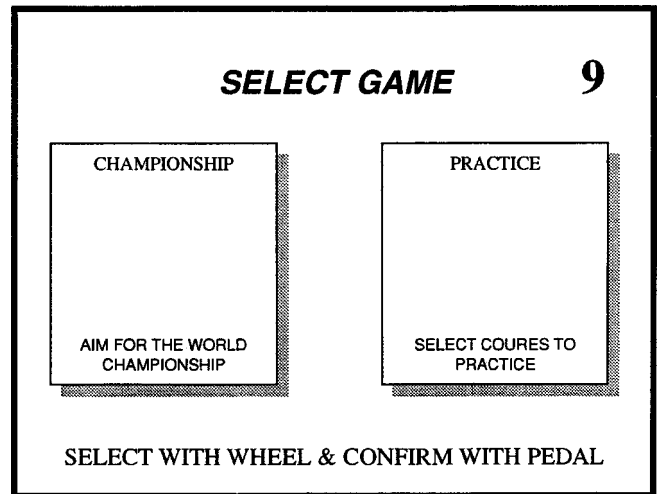 SELECT GAME 9
CHAMPIONSHIP
AIM FOR THE WORLD
CHAMPIONSHIP
PRACTICE
SELECT COURES TO
PRACTICE
SELECT WITH WHEEL & CONFIRM WITH PEDAL